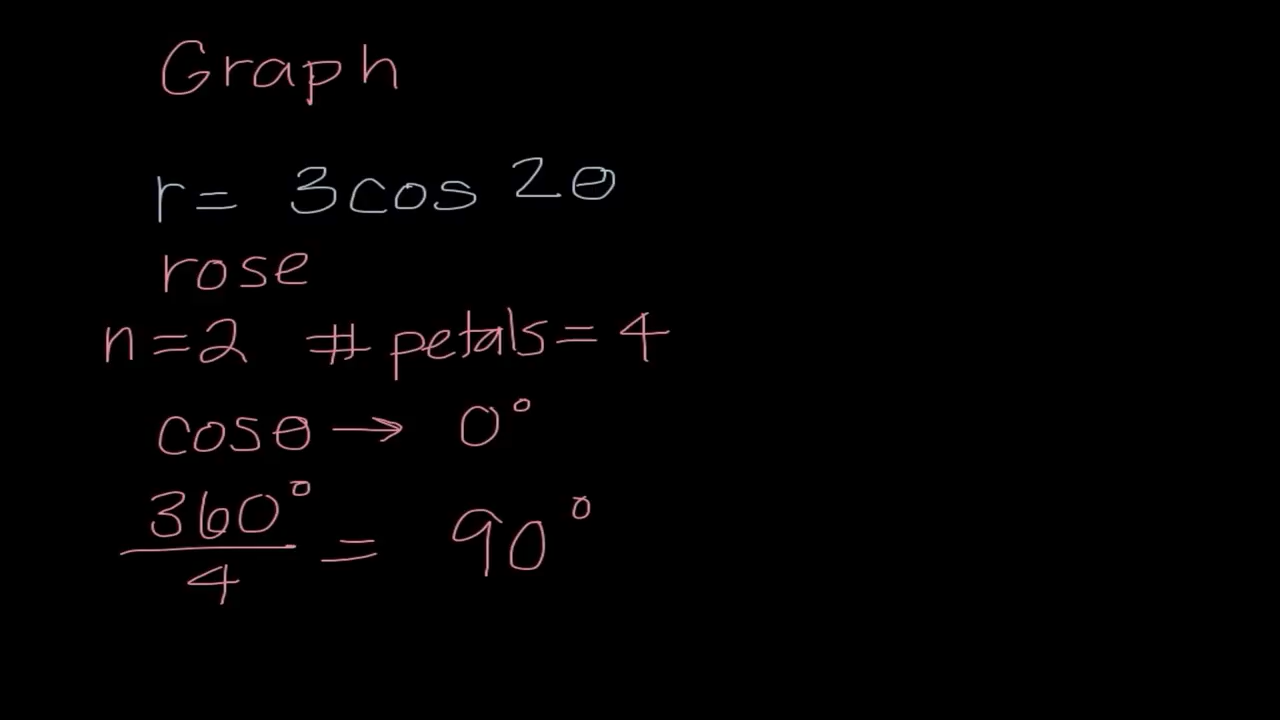 Graph
r = 3cos 2θ
rose
n = 2 # petals = 4
cosθ → 0°
360°/4 = 90°